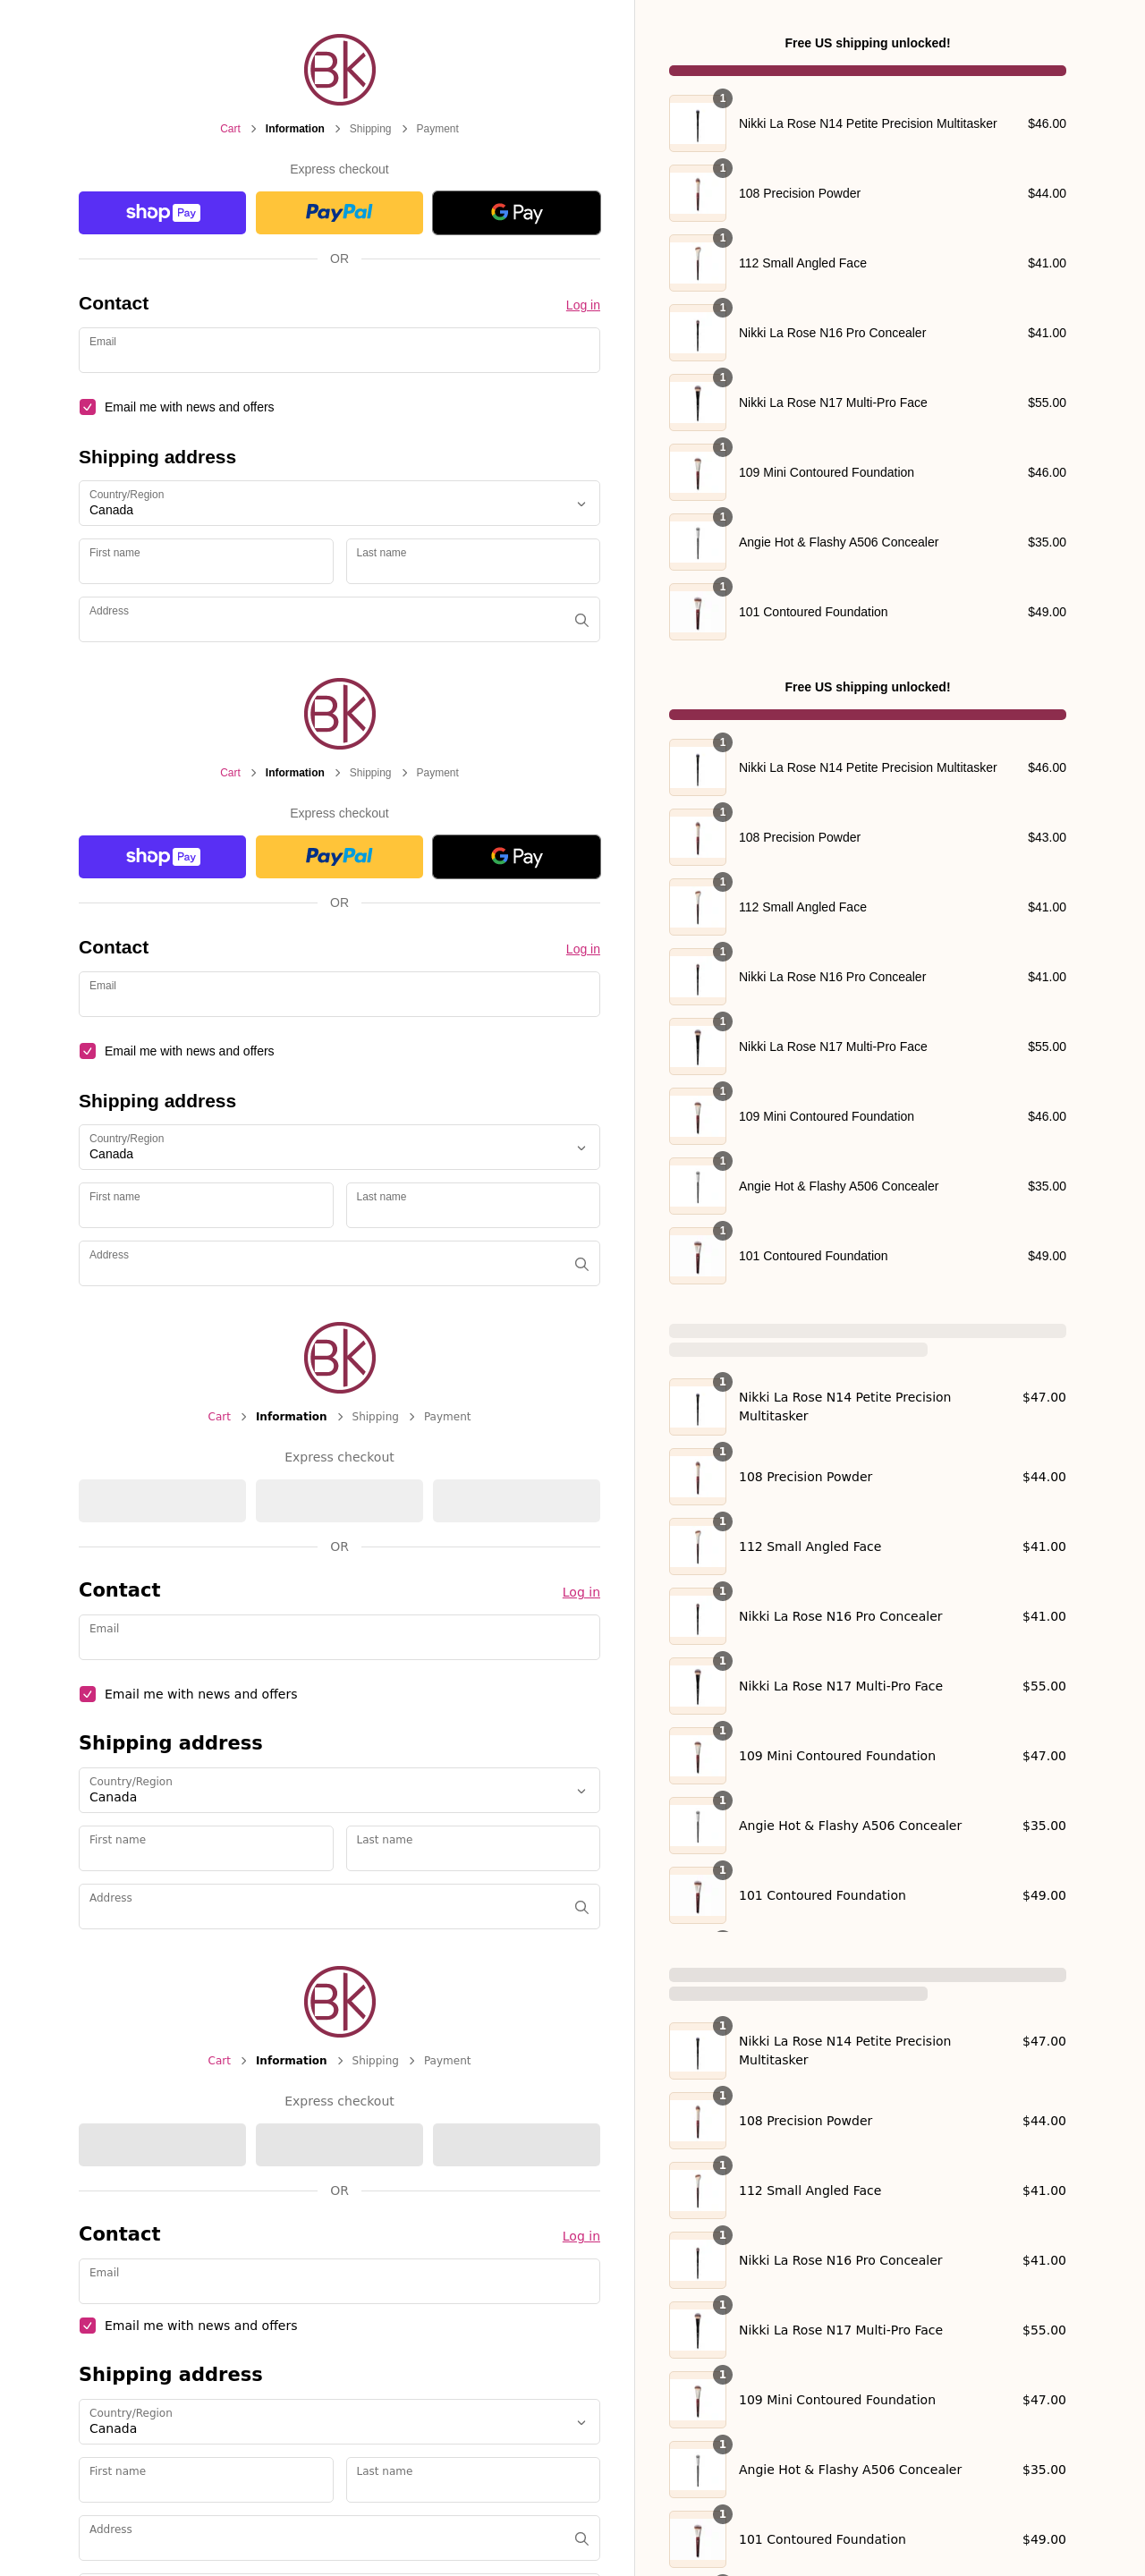 BK
Cart > Information > Shipping > Payment
Express checkout
shop Pay
PayPal
G Pay
OR
Contact
Log in
Email
Email me with news and offers
Shipping address
Country/Region
Canada
First name
Last name
Address
Free US shipping unlocked!
1
Nikki La Rose N14 Petite Precision Multitasker
$46.00
1
108 Precision Powder
$44.00
1
112 Small Angled Face
$41.00
1
Nikki La Rose N16 Pro Concealer
$41.00
1
Nikki La Rose N17 Multi-Pro Face
$55.00
1
109 Mini Contoured Foundation
$46.00
1
Angie Hot & Flashy A506 Concealer
$35.00
1
101 Contoured Foundation
$49.00
BK
Cart > Information > Shipping > Payment
Express checkout
shop Pay
PayPal
G Pay
OR
Contact
Log in
Email
Email me with news and offers
Shipping address
Country/Region
Canada
First name
Last name
Address
Free US shipping unlocked!
1
Nikki La Rose N14 Petite Precision Multitasker
$46.00
1
108 Precision Powder
$43.00
1
112 Small Angled Face
$41.00
1
Nikki La Rose N16 Pro Concealer
$41.00
1
Nikki La Rose N17 Multi-Pro Face
$55.00
1
109 Mini Contoured Foundation
$46.00
1
Angie Hot & Flashy A506 Concealer
$35.00
1
101 Contoured Foundation
$49.00
BK
Cart > Information > Shipping > Payment
Express checkout
OR
Contact
Log in
Email
Email me with news and offers
Shipping address
Country/Region
Canada
First name
Last name
Address
1
Nikki La Rose N14 Petite Precision
Multitasker
$47.00
1
108 Precision Powder
$44.00
1
112 Small Angled Face
$41.00
1
Nikki La Rose N16 Pro Concealer
$41.00
1
Nikki La Rose N17 Multi-Pro Face
$55.00
1
109 Mini Contoured Foundation
$47.00
1
Angie Hot & Flashy A506 Concealer
$35.00
1
101 Contoured Foundation
$49.00
BK
Cart > Information > Shipping > Payment
Express checkout
OR
Contact
Log in
Email
Email me with news and offers
Shipping address
Country/Region
Canada
First name
Last name
Address
1
Nikki La Rose N14 Petite Precision
Multitasker
$47.00
1
108 Precision Powder
$44.00
1
112 Small Angled Face
$41.00
1
Nikki La Rose N16 Pro Concealer
$41.00
1
Nikki La Rose N17 Multi-Pro Face
$55.00
1
109 Mini Contoured Foundation
$47.00
1
Angie Hot & Flashy A506 Concealer
$35.00
1
101 Contoured Foundation
$49.00